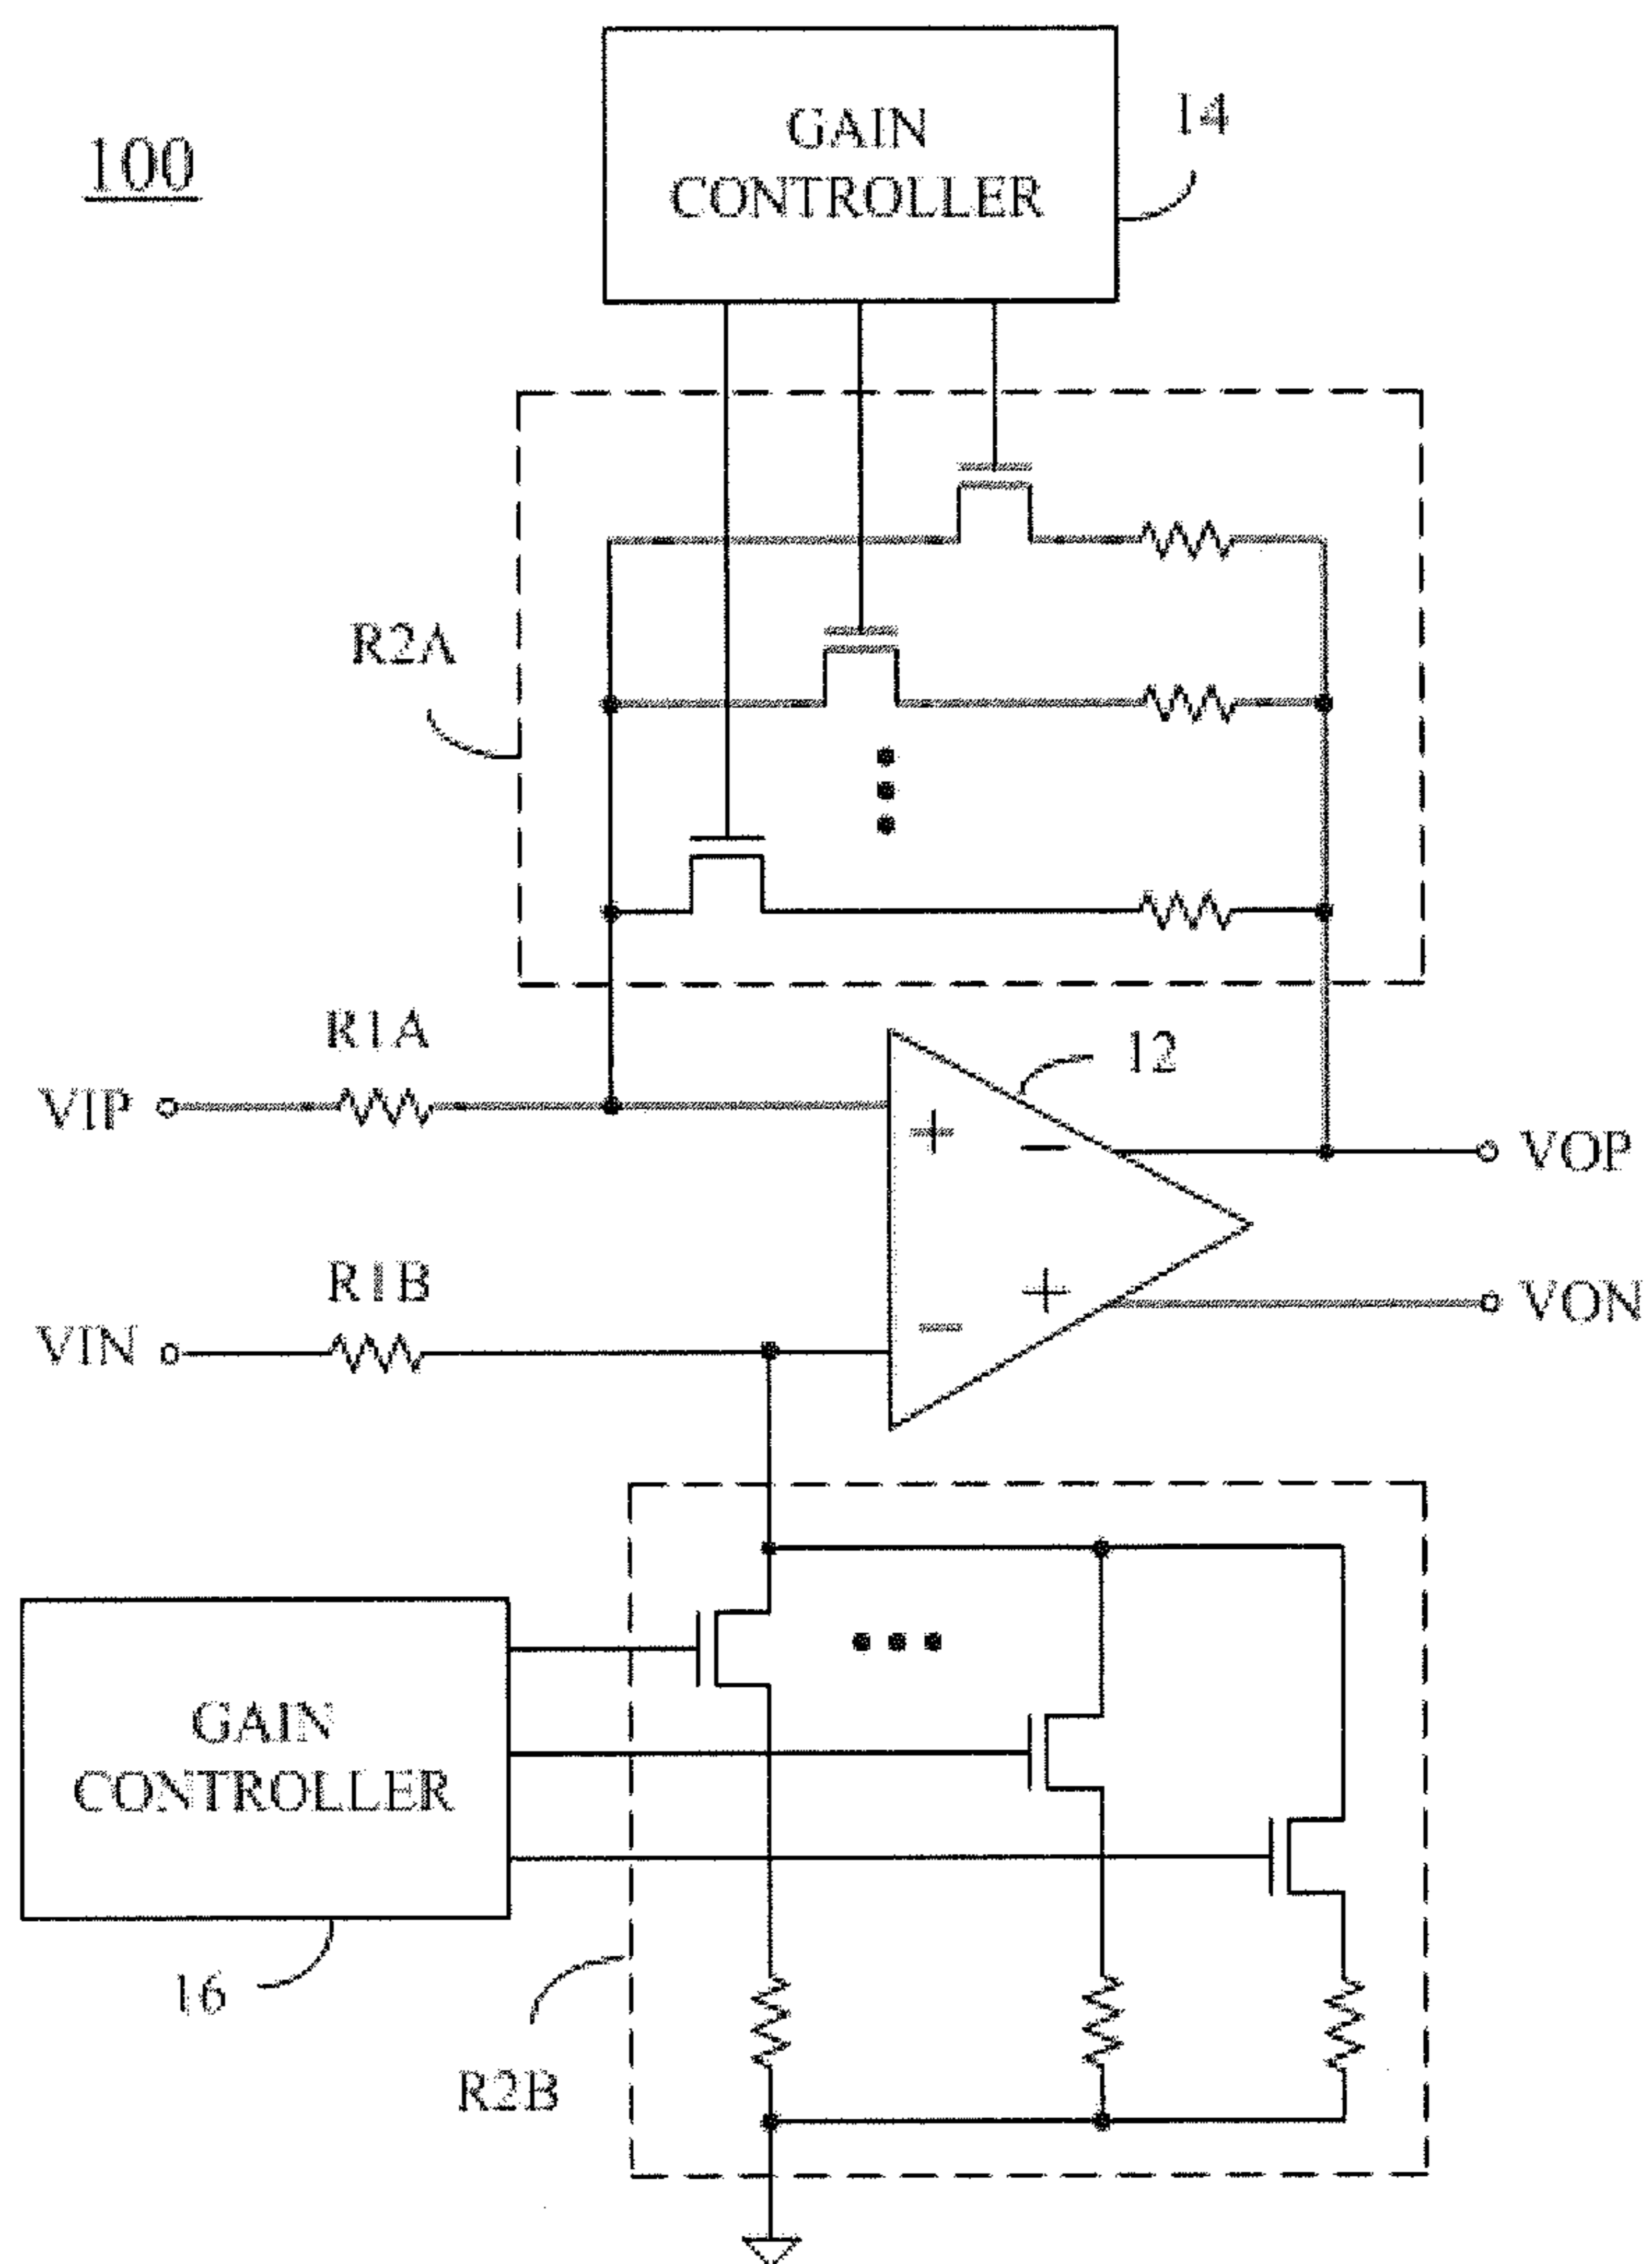 100
GAIN
CONTROLLER
14
R2A
R1A
VIP
12
+
−
VOP
R1B
VIN
+
−
VON
GAIN
CONTROLLER
16
R2B